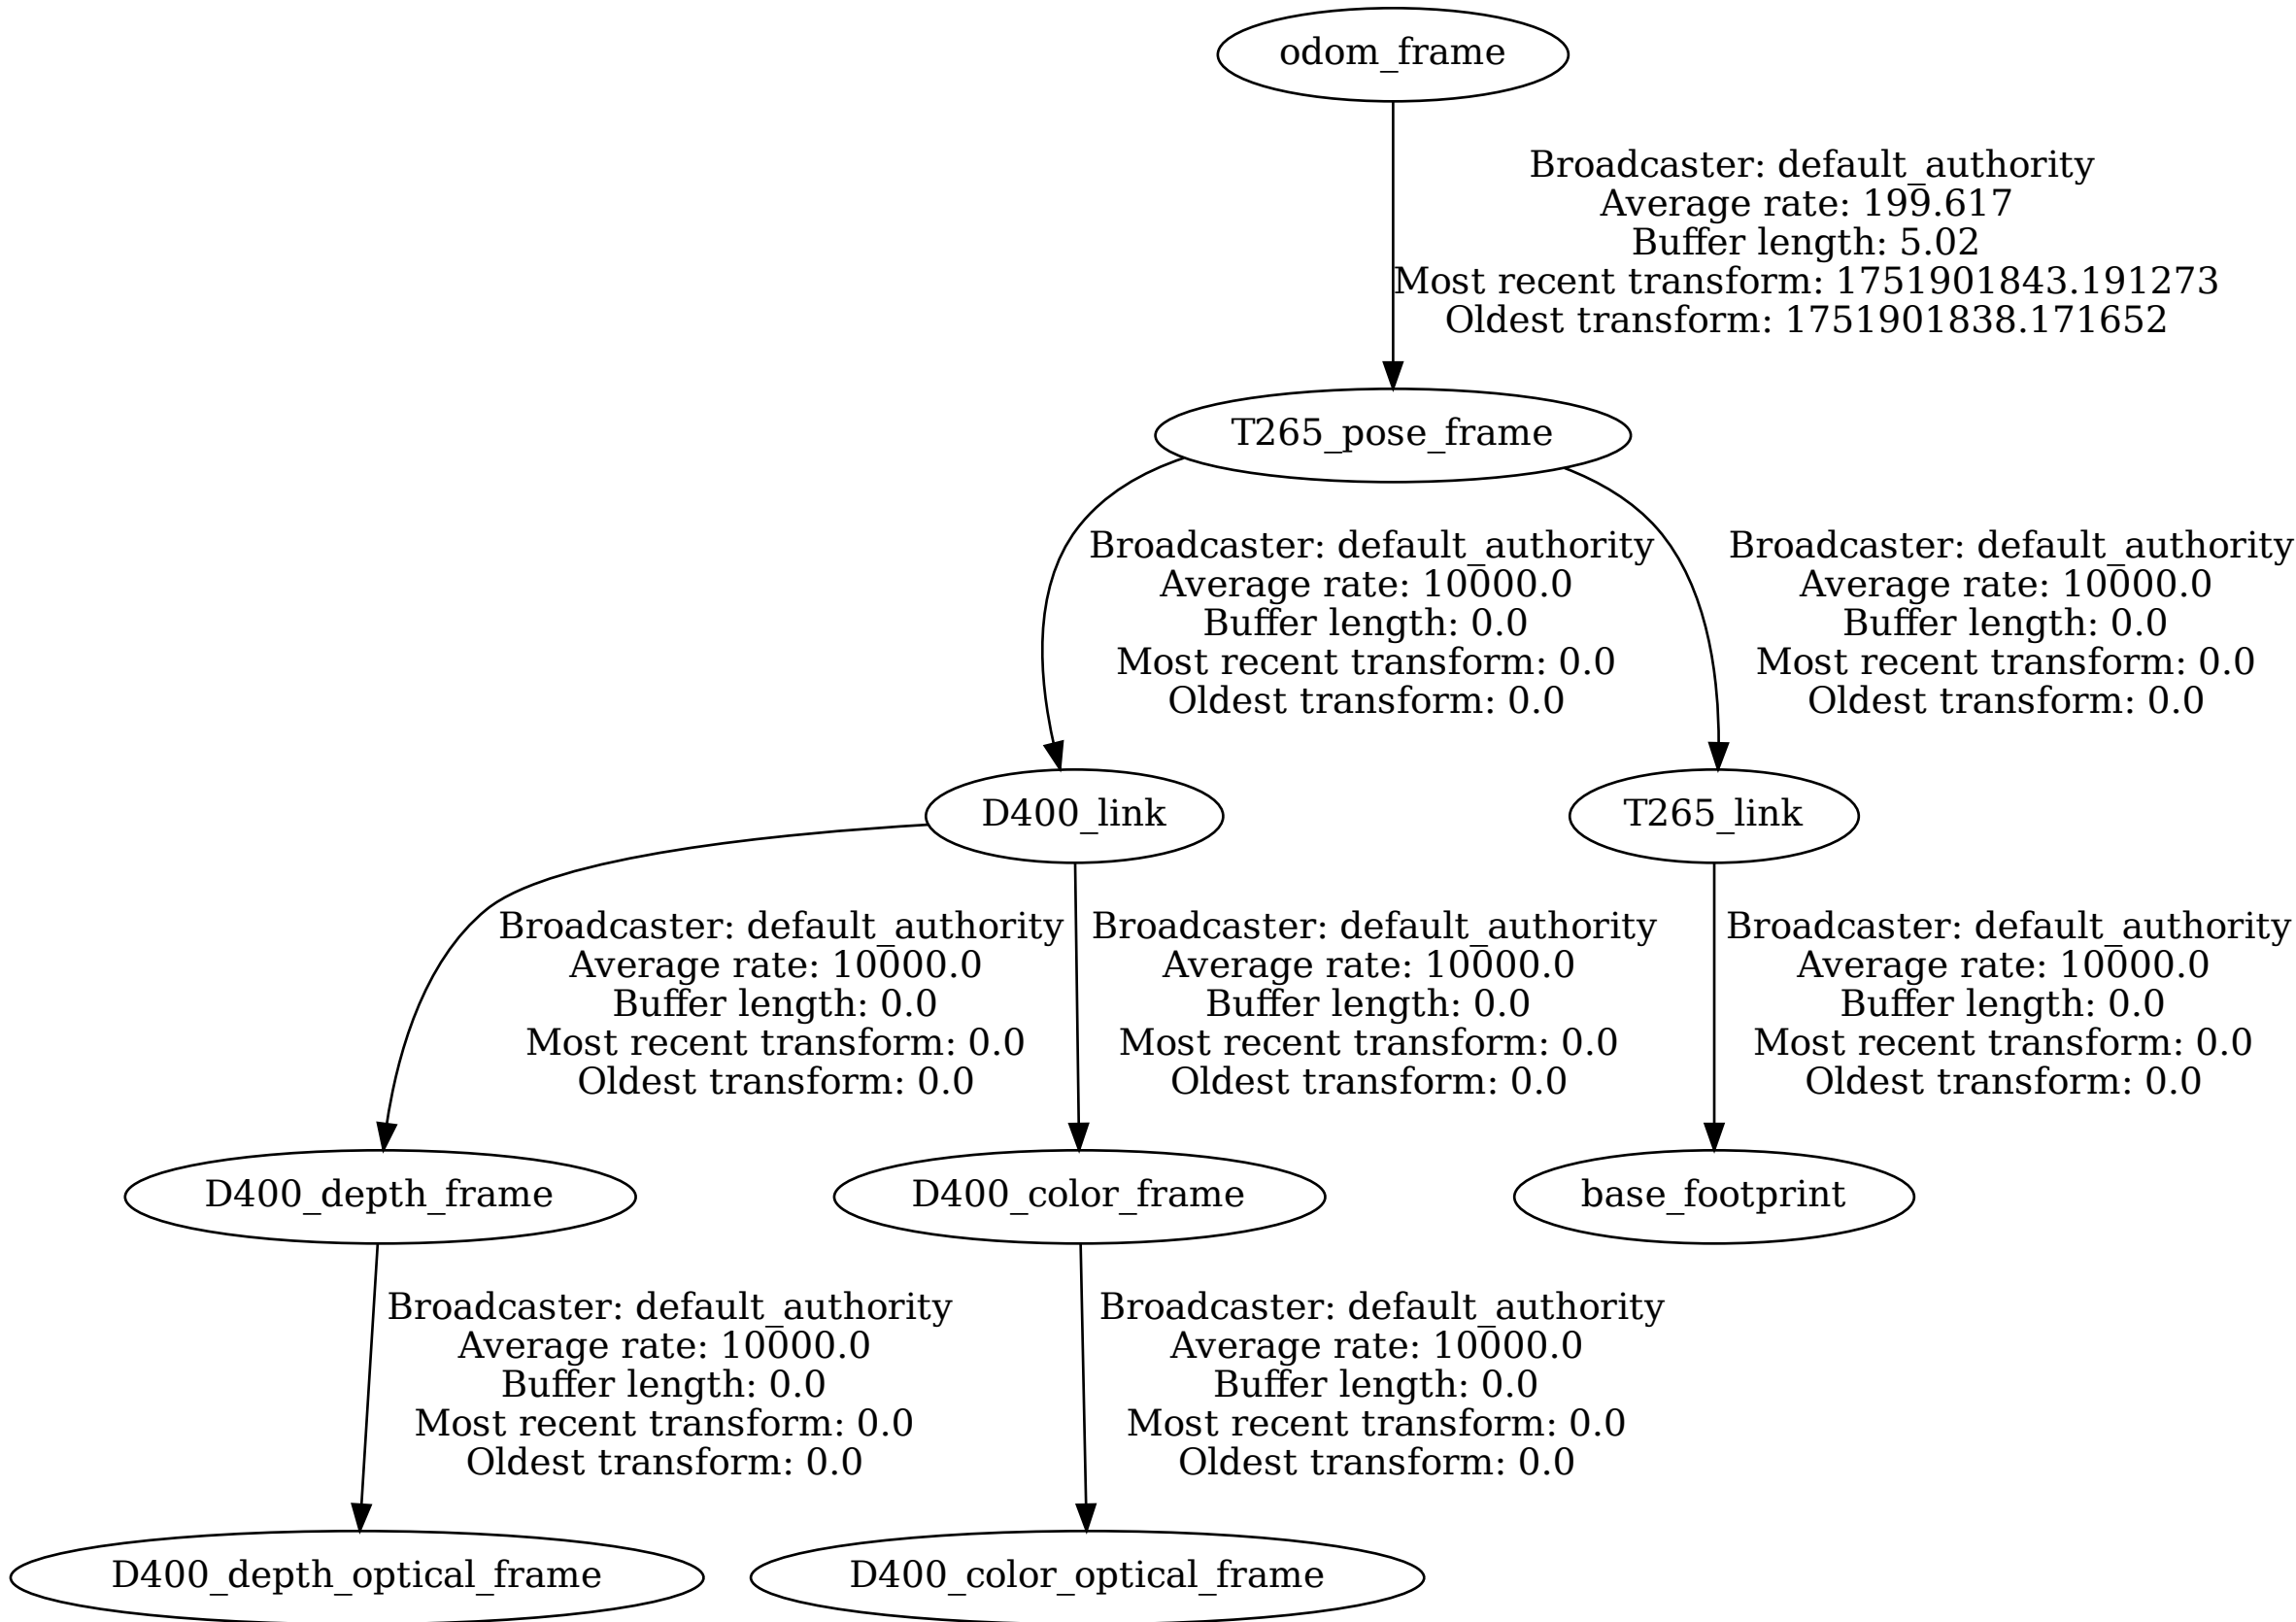 odom_frame
Broadcaster: default_authority
Average rate: 199.617
Buffer length: 5.02
Most recent transform: 1751901843.191273
Oldest transform: 1751901838.171652
T265_pose_frame
Broadcaster: default_authority
Average rate: 10000.0
Buffer length: 0.0
Most recent transform: 0.0
Oldest transform: 0.0
Broadcaster: default_authority
Average rate: 10000.0
Buffer length: 0.0
Most recent transform: 0.0
Oldest transform: 0.0
D400_link
T265_link
Broadcaster: default_authority
Average rate: 10000.0
Buffer length: 0.0
Most recent transform: 0.0
Oldest transform: 0.0
Broadcaster: default_authority
Average rate: 10000.0
Buffer length: 0.0
Most recent transform: 0.0
Oldest transform: 0.0
Broadcaster: default_authority
Average rate: 10000.0
Buffer length: 0.0
Most recent transform: 0.0
Oldest transform: 0.0
D400_depth_frame
D400_color_frame
base_footprint
Broadcaster: default_authority
Average rate: 10000.0
Buffer length: 0.0
Most recent transform: 0.0
Oldest transform: 0.0
Broadcaster: default_authority
Average rate: 10000.0
Buffer length: 0.0
Most recent transform: 0.0
Oldest transform: 0.0
D400_depth_optical_frame
D400_color_optical_frame